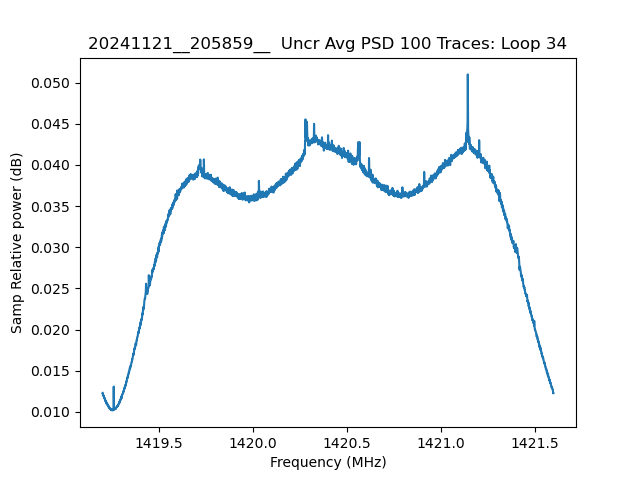 20241121__205859__  Uncr Avg PSD 100 Traces: Loop 34
0.050
0.045
0.040
0.035
0.030
0.025
0.020
0.015
0.010
Samp Relative power (dB)
1419.5 1420.0 1420.5 1421.0 1421.5
Frequency (MHz)